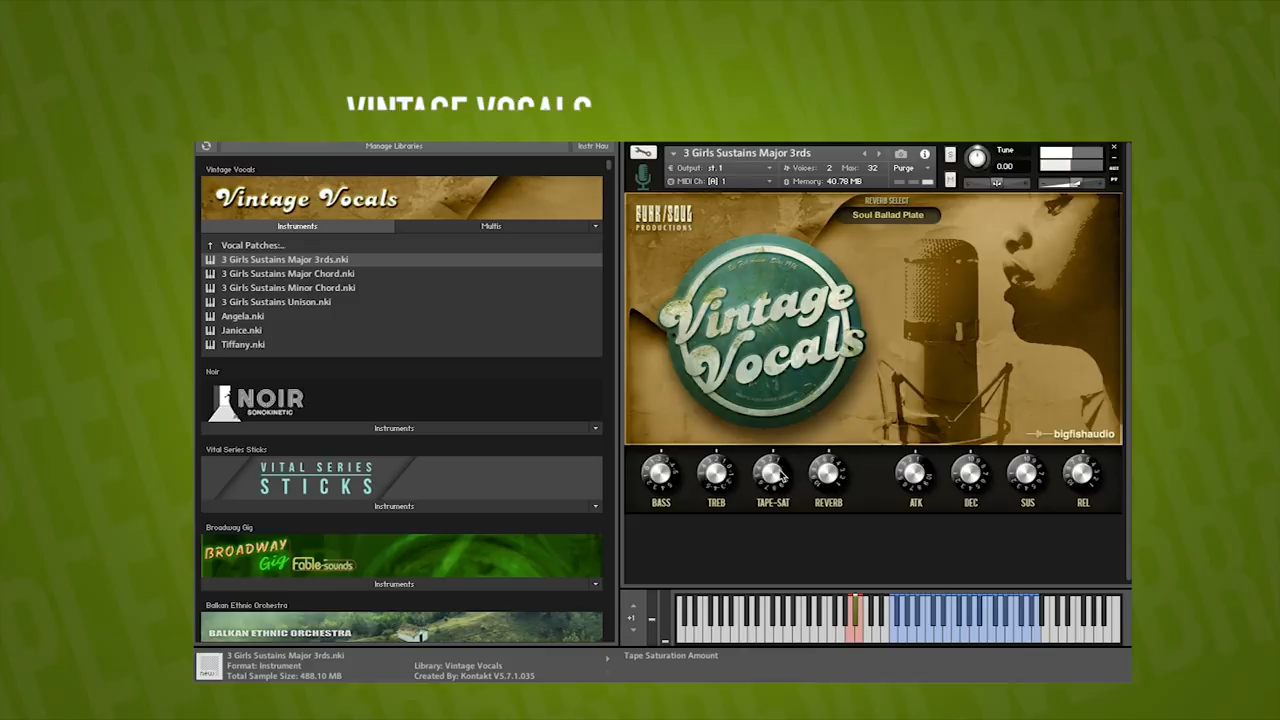 VINTAGE VOCALS
Manage Libraries
Instr Nav
Vintage Vocals
Vintage Vocals
Instruments
Multis
Vocal Patches:..
3 Girls Sustains Major 3rds.nki
3 Girls Sustains Major Chord.nki
3 Girls Sustains Minor Chord.nki
3 Girls Sustains Unison.nki
Angela.nki
Janice.nki
Tiffany.nki
Noir
NOIR
SONOKINETIC
Instruments
Vital Series Sticks
VITAL SERIES
STICKS
Instruments
Broadway Gig
BROADWAY
Gig Fable-sounds
Instruments
Balkan Ethnic Orchestra
BALKAN ETHNIC ORCHESTRA
new
3 Girls Sustains Major 3rds.nki
Format: Instrument
Total Sample Size: 488.10 MB
Library: Vintage Vocals
Created By: Kontakt V5.7.1.035
3 Girls Sustains Major 3rds
Output: st.1
Voices: 2 Max: 32 Purge
MIDI Ch: [A] 1
Memory: 40.78 MB
S
M
Tune
0.00
AUX
PV
FUNK/SOUL
PRODUCTIONS
REVERB SELECT
Soul Ballad Plate
Vintage
Vocals
bigfishaudio
BASS TREB TAPE-SAT REVERB ATK DEC SUS REL
+1
Tape Saturation Amount